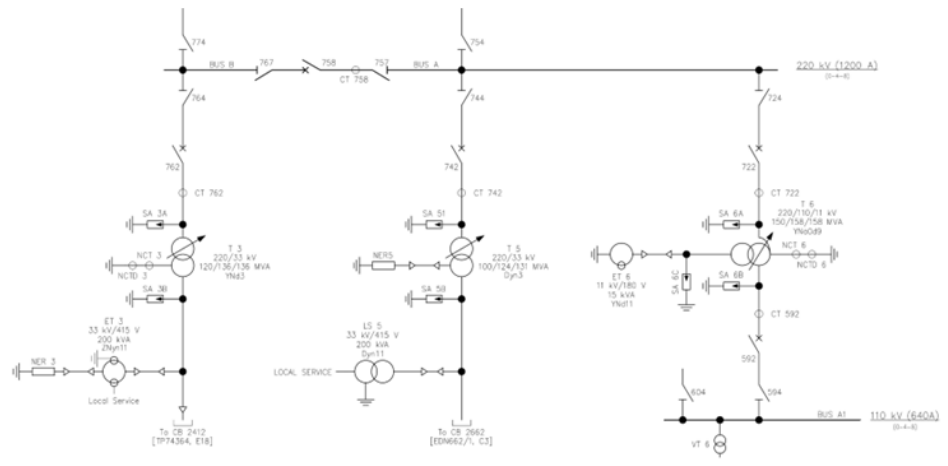 774
754
BUS B
767
758
757
BUS A
CT 758
220 kV (1200 A)
(0-4-8)
764
744
724
762
742
722
CT 762
CT 742
CT 722
SA 3A
SA 51
SA 6A
T 6
220/110/11 kV
150/158/158 MVA
YNa0d9
T 3
220/33 kV
120/136/136 MVA
YNd3
NCT 3
NCTD 3
T 5
220/33 kV
100/124/131 MVA
Dyn3
NER5
NCT 6
NCTD 6
ET 6
11 kV/180 V
15 kVA
YNd11
SA 6C
SA 6B
SA 3B
SA 5B
CT 592
ET 3
33 kV/415 V
200 kVA
ZNyn11
NER 3
Local Service
LS 5
33 kV/415 V
200 kVA
Dyn11
LOCAL SERVICE
592
604
594
BUS A1
110 kV (640A)
(0-4-8)
VT 6
To CB 2412
[TP74364, E18]
To CB 2662
[EDN662/1, C3]